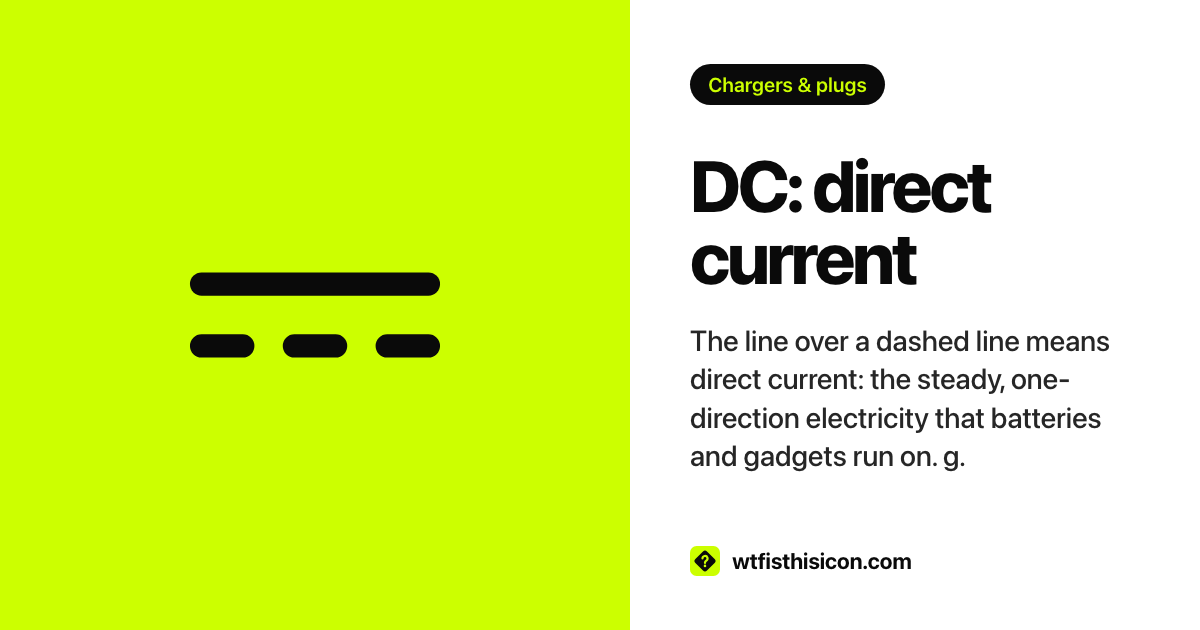 Chargers & plugs
DC: direct
current
The line over a dashed line means
direct current: the steady, one-
direction electricity that batteries
and gadgets run on. g.
?
wtfisthisicon.com